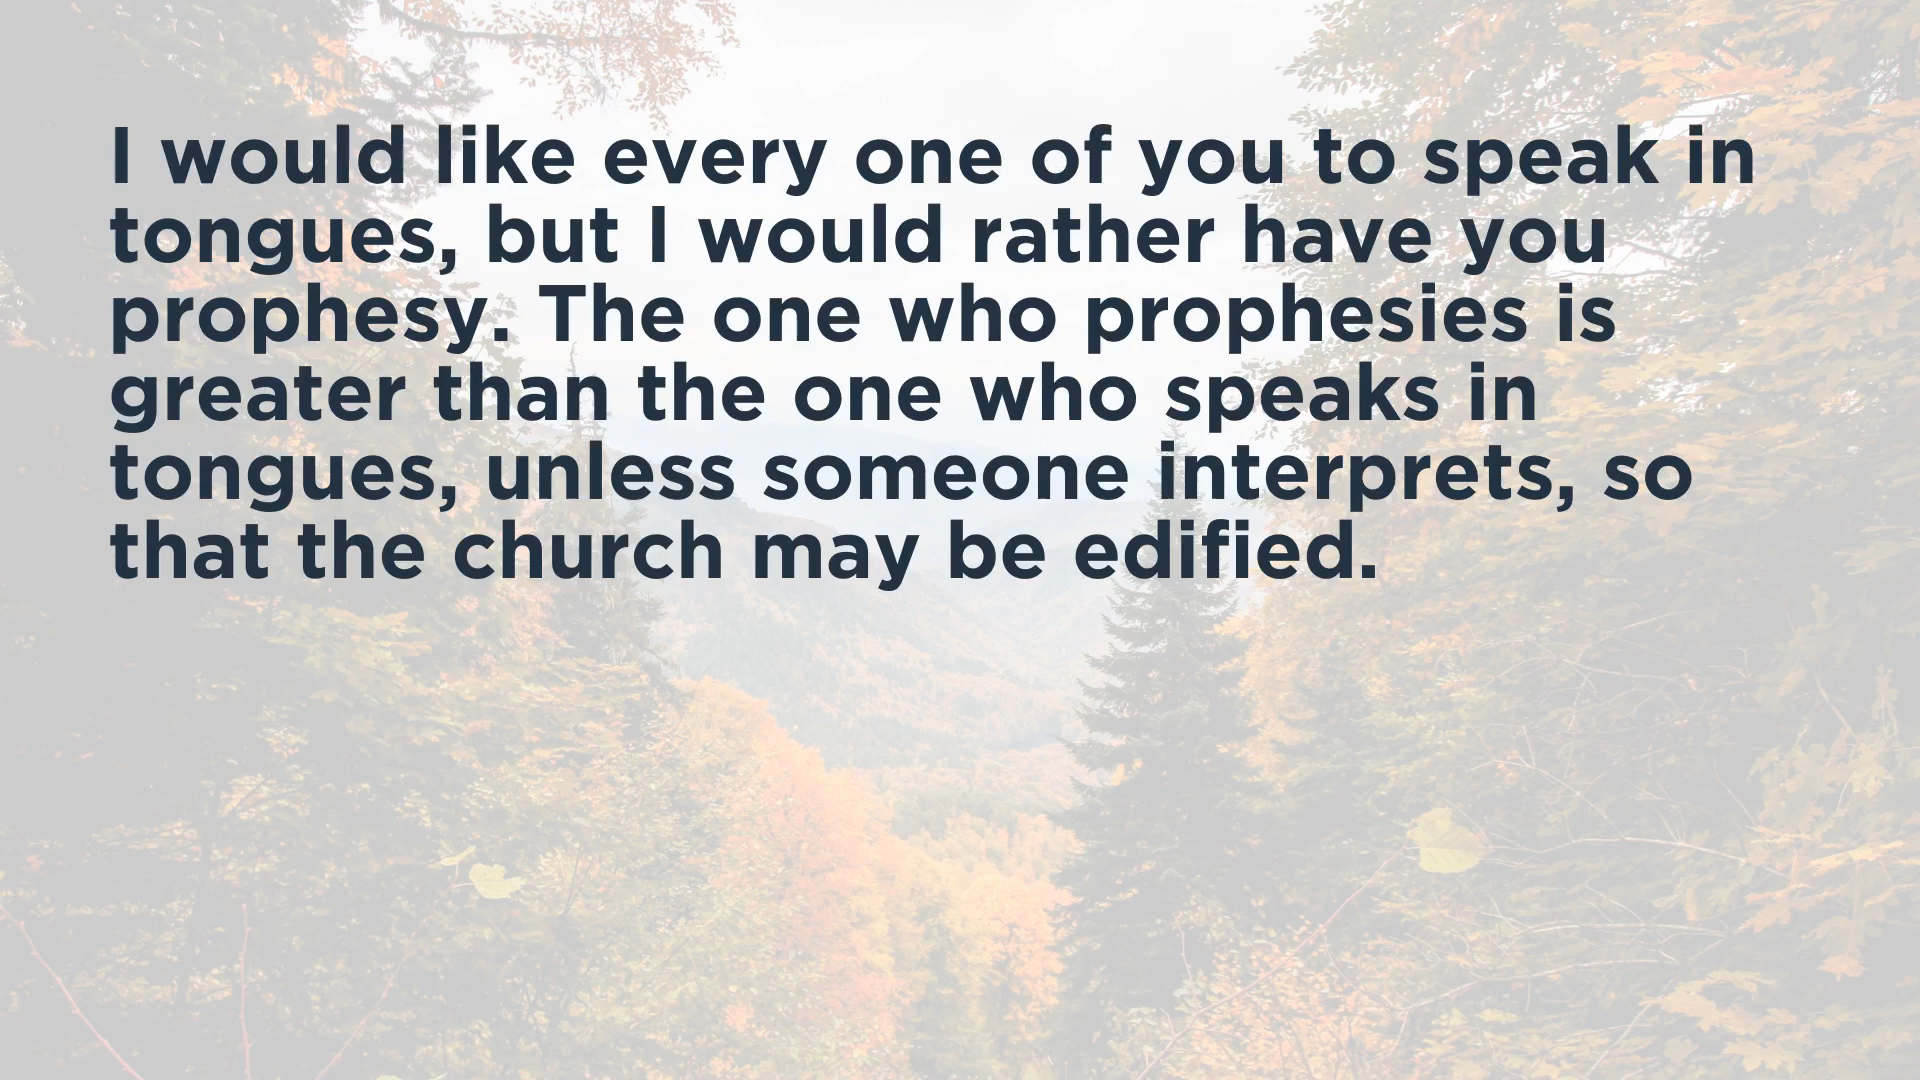 I would like every one of you to speak in
tongues, but I would rather have you
prophesy. The one who prophesies is
greater than the one who speaks in
tongues, unless someone interprets, so
that the church may be edified.